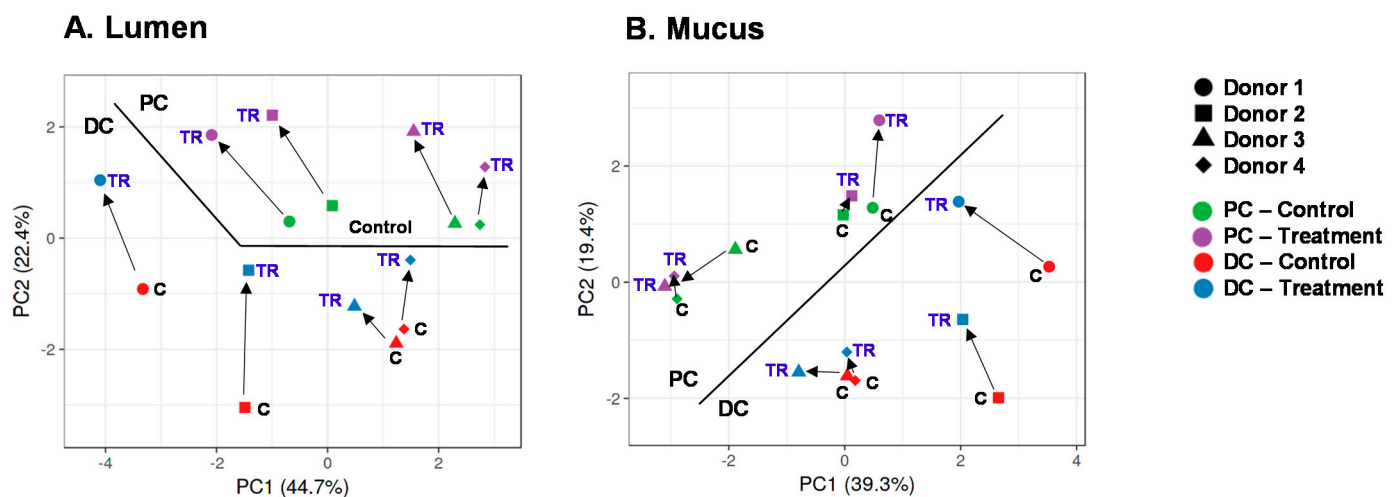 A. Lumen
PC
DC
TR
TR
TR
TR
TR
Control
C
TR
TR
TR
C
C
C
2
0
-2
-4
-2
0
2
PC2 (22.4%)
PC1 (44.7%)
B. Mucus
TR
TR
C
C
TR
C
TR
TR
C
C
TR
TR
TR
C
C
C
PC
DC
2
0
-2
-2
0
2
4
PC2 (19.4%)
PC1 (39.3%)
Donor 1
Donor 2
Donor 3
Donor 4
PC – Control
PC – Treatment
DC – Control
DC – Treatment